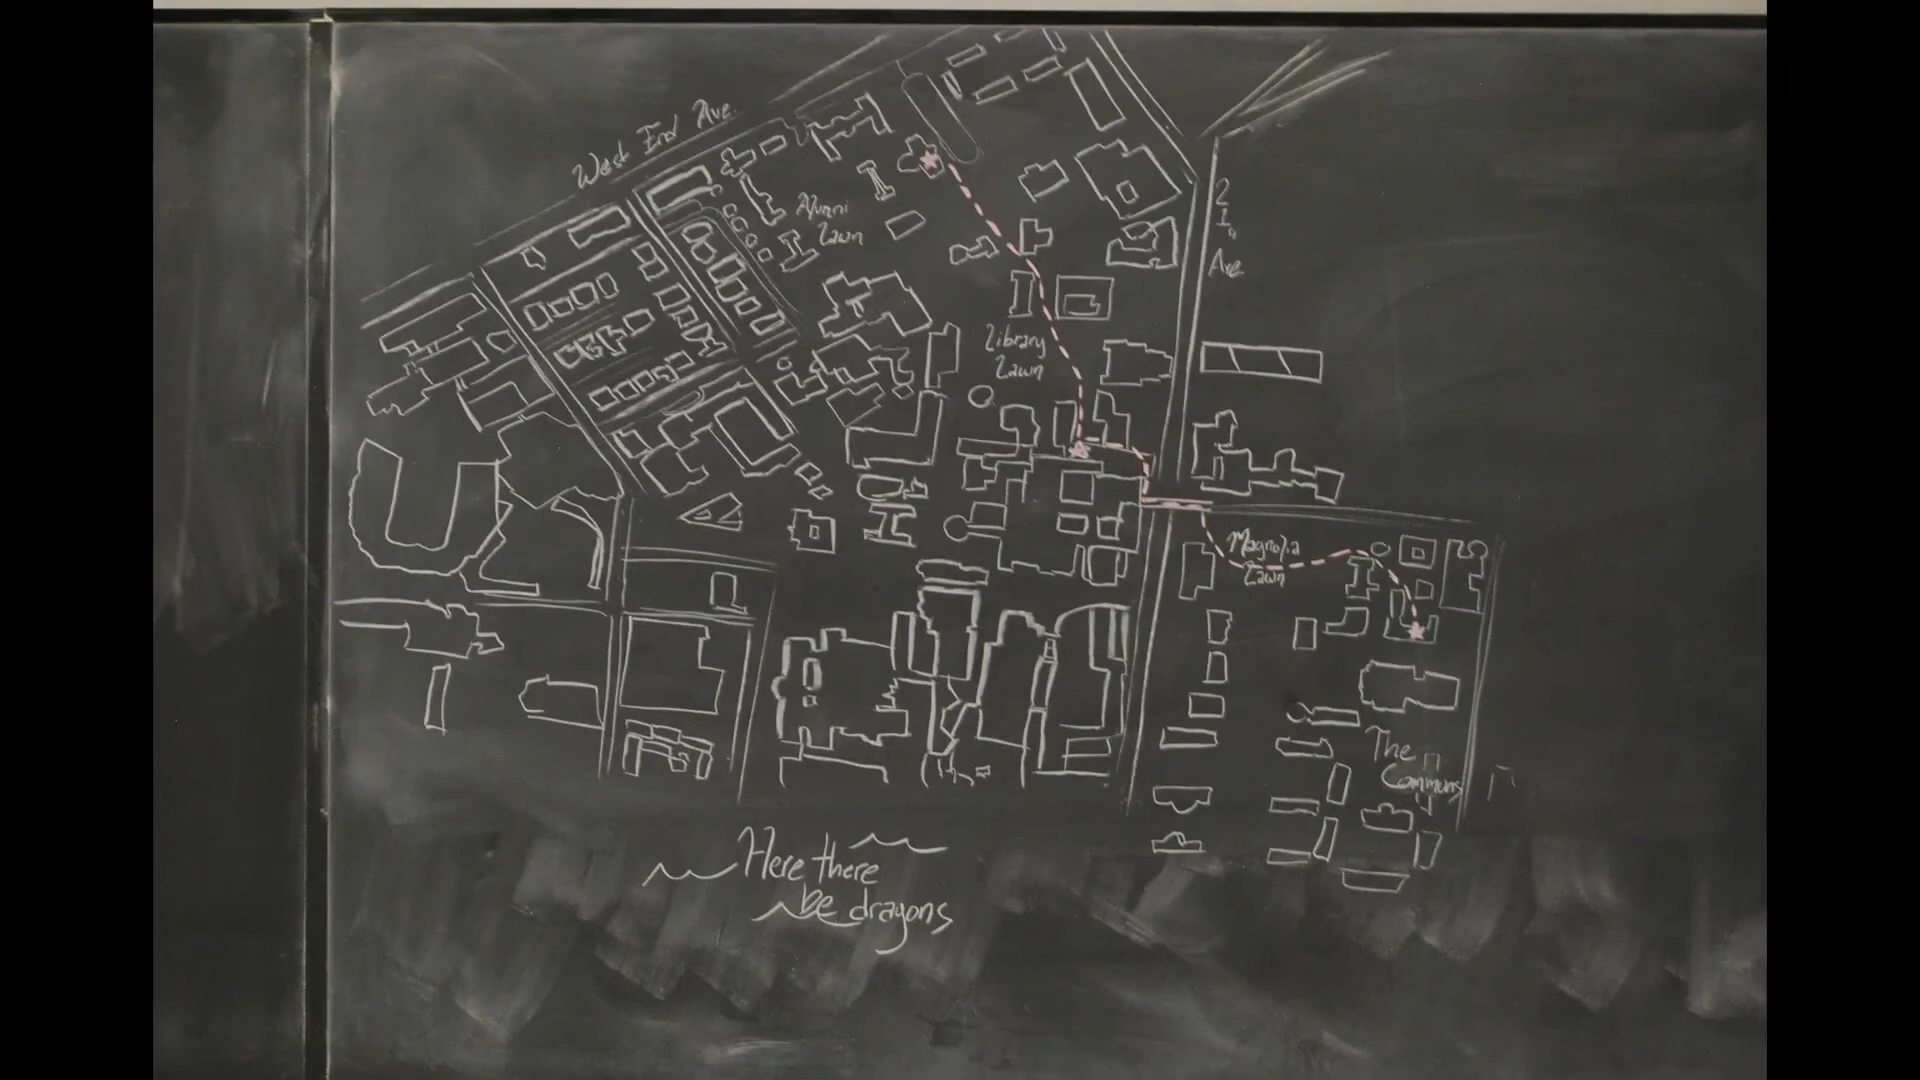 West End Ave.
Alumni
Lawn
21st
Ave
Library
Lawn
Magnolia
Lawn
The
Commons
Here there
be dragons